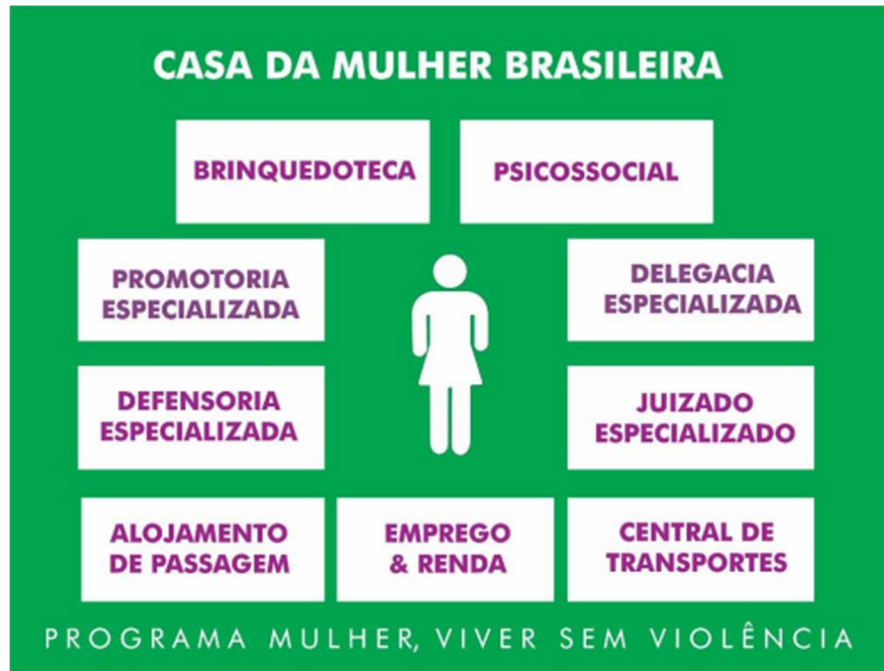 CASA DA MULHER BRASILEIRA
BRINQUEDOTECA
PSICOSSOCIAL
PROMOTORIA
ESPECIALIZADA
DELEGACIA
ESPECIALIZADA
DEFENSORIA
ESPECIALIZADA
JUIZADO
ESPECIALIZADO
ALOJAMENTO
DE PASSAGEM
EMPREGO
& RENDA
CENTRAL DE
TRANSPORTES
PROGRAMA MULHER, VIVER SEM VIOLÊNCIA